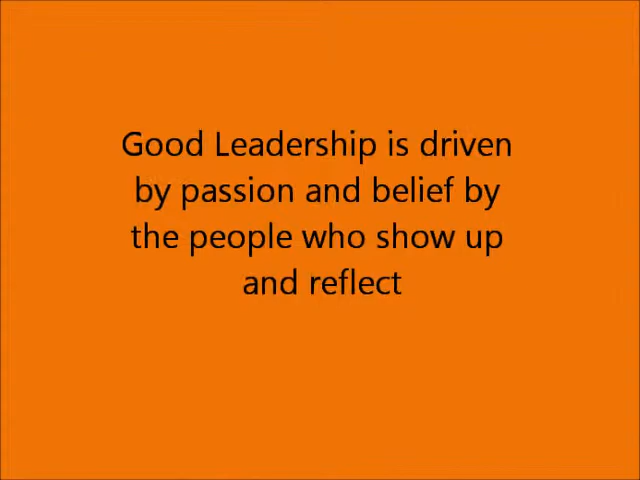 Good Leadership is driven
by passion and belief by
the people who show up
and reflect